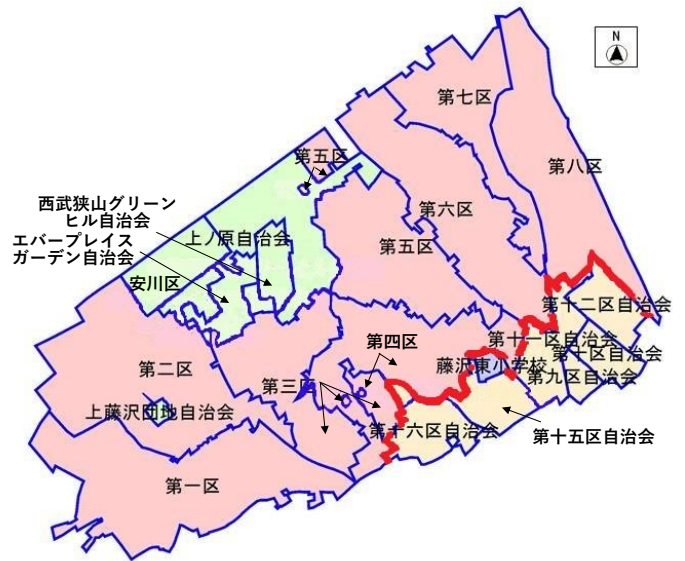 N
第七区
第八区
第五区
西武狭山グリーン
ヒル自治会
第六区
上ノ原自治会
エバープレイス
ガーデン自治会
第五区
安川区
第十二区自治会
第四区
第十一区自治会
第十区自治会
第二区
藤沢東小学校
第三区
第九区自治会
上藤沢団地自治会
第十六区自治会
第十五区自治会
第一区